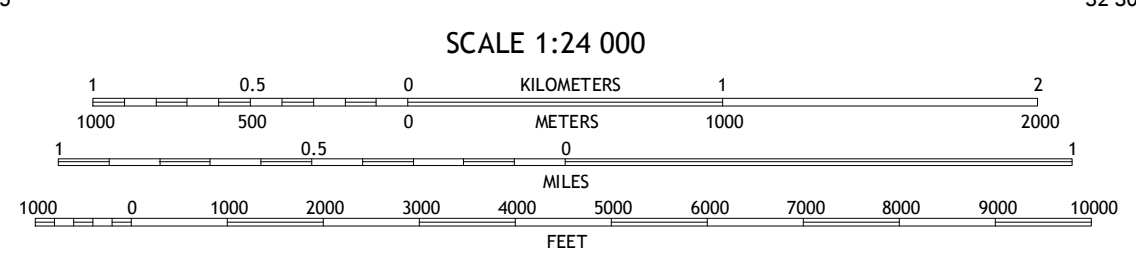 SCALE 1:24 000
1 0.5 0 KILOMETERS 1 2
1000 500 0 METERS 1000 2000
1 0.5 0 1
MILES
1000 0 1000 2000 3000 4000 5000 6000 7000 8000 9000 10000
FEET